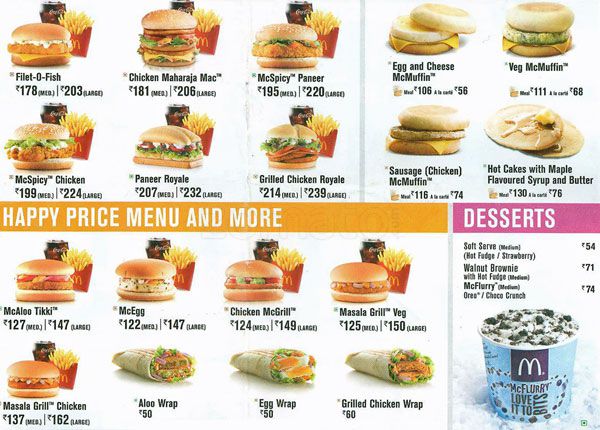 Filet-O-Fish
₹178 (MED.) | ₹203 (LARGE)
Chicken Maharaja Mac™
₹181 (MED.) | ₹206 (LARGE)
McSpicy™ Paneer
₹195 (MED.) | ₹220 (LARGE)
Egg and Cheese
McMuffin™
Meal ₹106 A la carté ₹56
Veg McMuffin™
Meal ₹111 A la carté ₹68
McSpicy™ Chicken
₹199 (MED.) | ₹224 (LARGE)
Paneer Royale
₹207 (MED.) | ₹232 (LARGE)
Grilled Chicken Royale
₹214 (MED.) | ₹239 (LARGE)
Sausage (Chicken)
McMuffin™
Meal ₹116 A la carté ₹74
Hot Cakes with Maple
Flavoured Syrup and Butter
Meal ₹130 A la carté ₹76
HAPPY PRICE MENU AND MORE
McAloo Tikki™
₹127 (MED.) | ₹147 (LARGE)
McEgg
₹122 (MED.) | ₹147 (LARGE)
Chicken McGrill™
₹124 (MED.) | ₹149 (LARGE)
Masala Grill™ Veg
₹125 (MED.) | ₹150 (LARGE)
Masala Grill™ Chicken
₹137 (MED.) | ₹162 (LARGE)
Aloo Wrap
₹50
Egg Wrap
₹50
Grilled Chicken Wrap
₹60
DESSERTS
Soft Serve (Medium) ₹54
(Hot Fudge / Strawberry)
Walnut Brownie ₹71
with Hot Fudge (Medium)
McFlurry™ (Medium) ₹74
Oreo® / Choco Crunch
McFLURRY
LOVE
IT TO
BITS